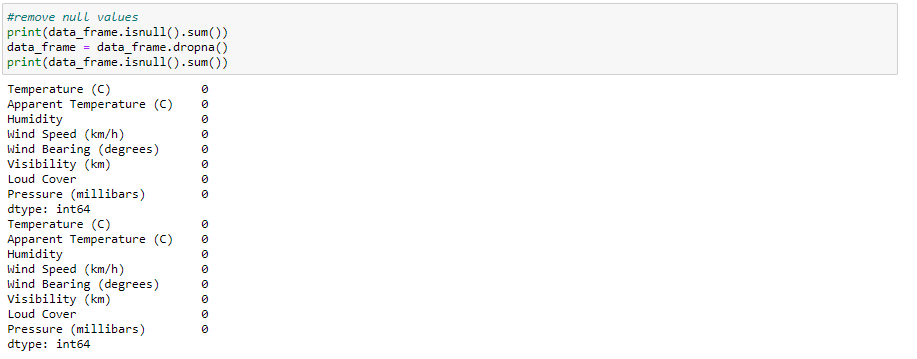 #remove null values
print(data_frame.isnull().sum())
data_frame = data_frame.dropna()
print(data_frame.isnull().sum())
Temperature (C) 0
Apparent Temperature (C) 0
Humidity 0
Wind Speed (km/h) 0
Wind Bearing (degrees) 0
Visibility (km) 0
Loud Cover 0
Pressure (millibars) 0
dtype: int64
Temperature (C) 0
Apparent Temperature (C) 0
Humidity 0
Wind Speed (km/h) 0
Wind Bearing (degrees) 0
Visibility (km) 0
Loud Cover 0
Pressure (millibars) 0
dtype: int64